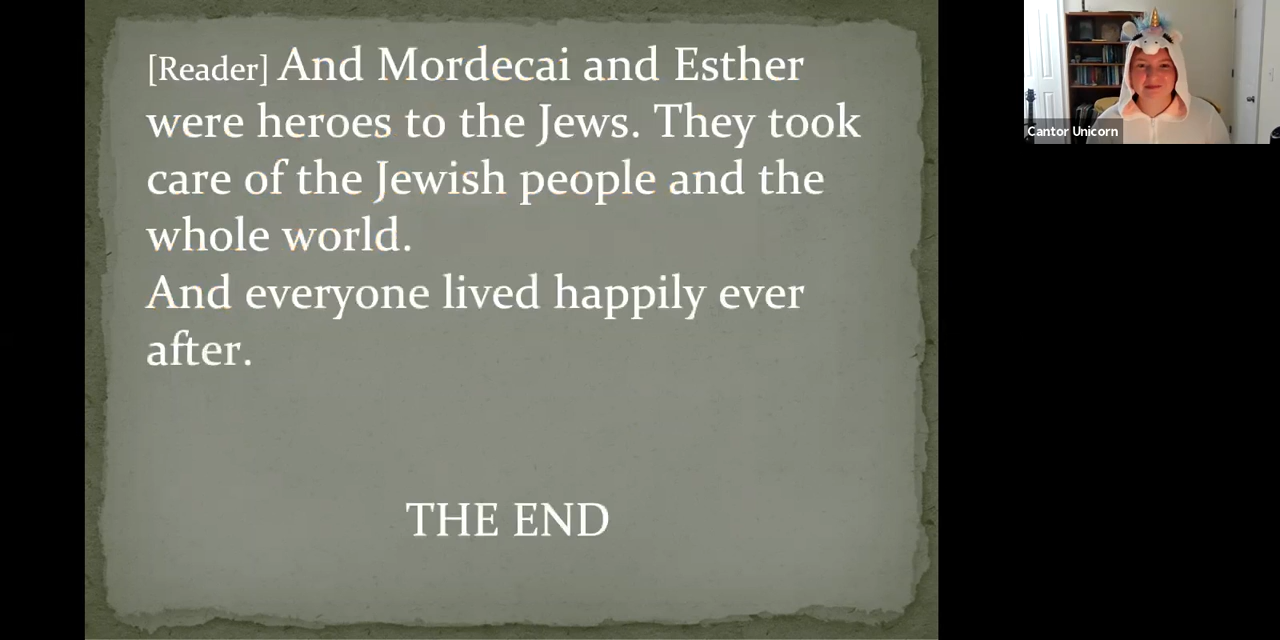 [Reader] And Mordecai and Esther
were heroes to the Jews. They took
care of the Jewish people and the
whole world.
And everyone lived happily ever
after.
THE END
Cantor Unicorn